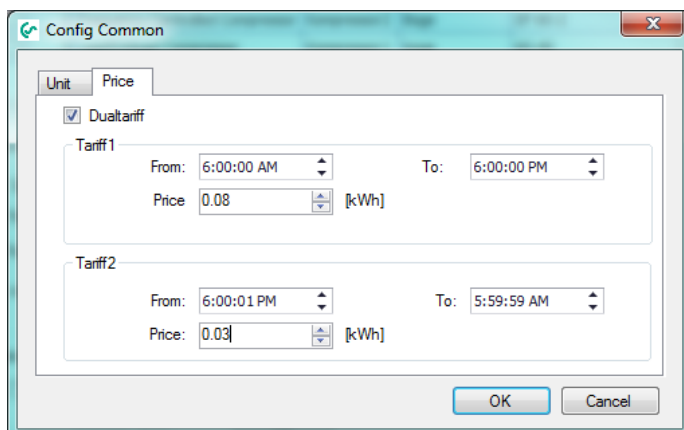 Config Common
Unit Price
Dualtariff
Tariff1
From: 6:00:00 AM To: 6:00:00 PM
Price 0.08 [kWh]
Tariff2
From: 6:00:01 PM To: 5:59:59 AM
Price: 0.03 [kWh]
OK Cancel